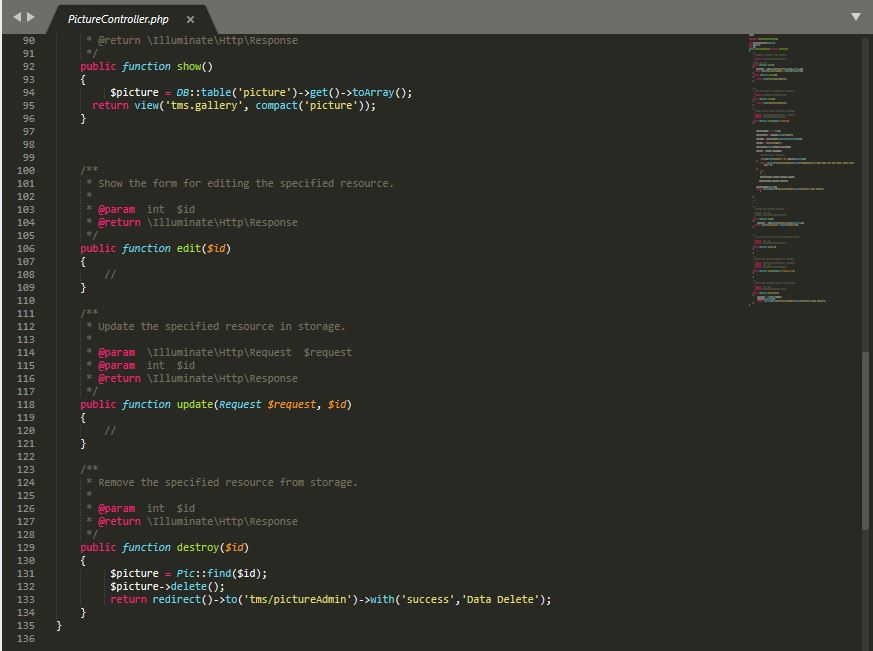 PictureController.php ×
90 * @return \Illuminate\Http\Response
91 */
92 public function show()
93 {
94 $picture = DB::table('picture')->get()->toArray();
95 return view('tms.gallery', compact('picture'));
96 }
97
98
99
100 /**
101 * Show the form for editing the specified resource.
102 *
103 * @param  int  $id
104 * @return \Illuminate\Http\Response
105 */
106 public function edit($id)
107 {
108 //
109 }
110
111 /**
112 * Update the specified resource in storage.
113 *
114 * @param  \Illuminate\Http\Request  $request
115 * @param  int  $id
116 * @return \Illuminate\Http\Response
117 */
118 public function update(Request $request, $id)
119 {
120 //
121 }
122
123 /**
124 * Remove the specified resource from storage.
125 *
126 * @param  int  $id
127 * @return \Illuminate\Http\Response
128 */
129 public function destroy($id)
130 {
131 $picture = Pic::find($id);
132 $picture->delete();
133 return redirect()->to('tms/pictureAdmin')->with('success','Data Delete');
134 }
135 }
136